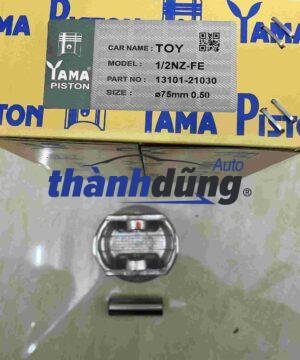 YAMA
PISTON
CAR NAME : TOY
MODEL : 1/2NZ-FE
PART NO : 13101-21030
SIZE : ø75mm 0.50
YAMA PISTON
YAMA PISTON
Auto
thànhdũng®